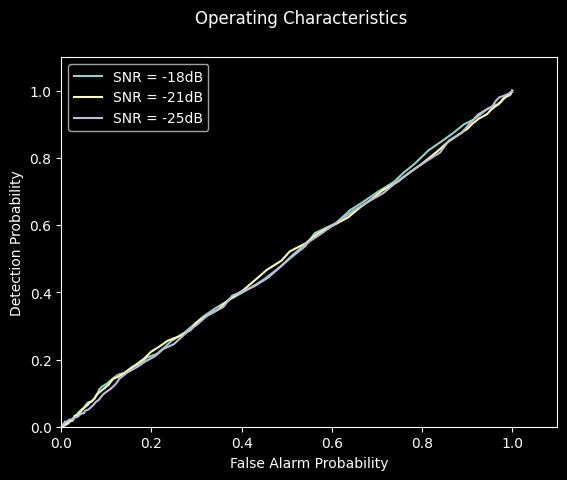 Operating Characteristics
SNR = -18dB
SNR = -21dB
SNR = -25dB
1.0
0.8
0.6
0.4
0.2
0.0
Detection Probability
0.0 0.2 0.4 0.6 0.8 1.0
False Alarm Probability